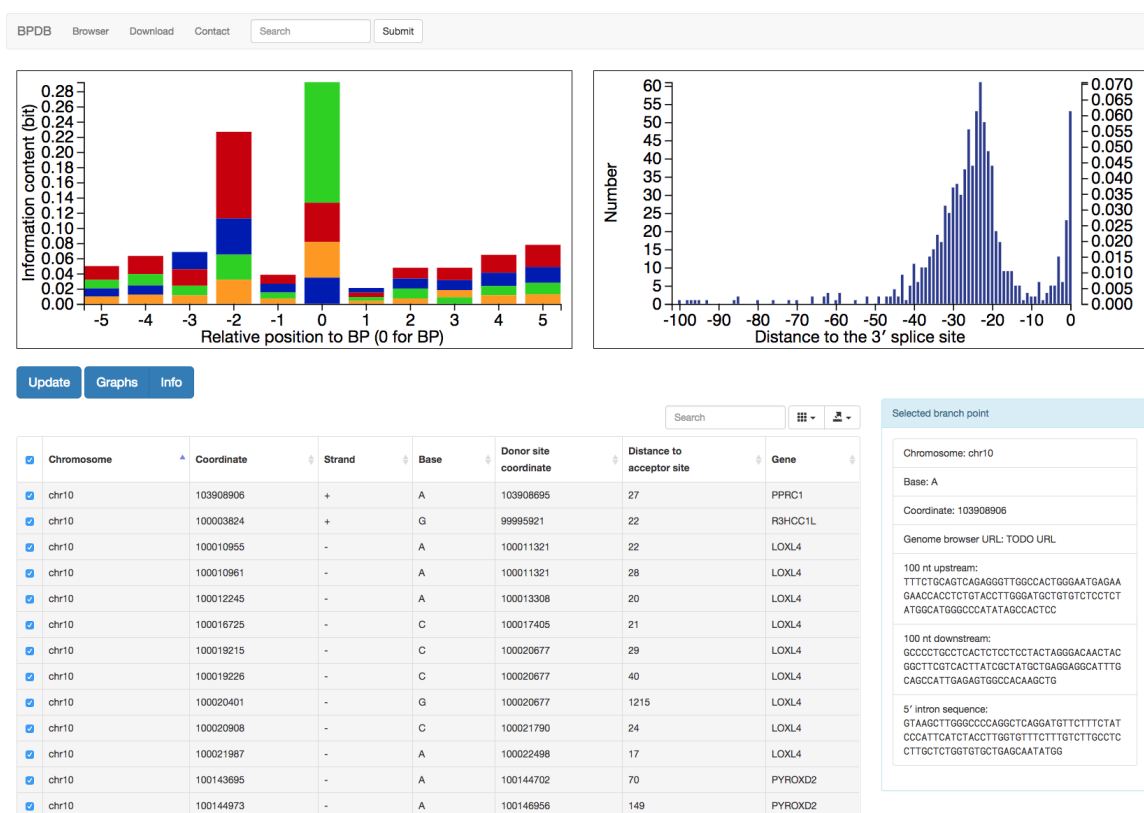 BPDB Browser Download Contact Search Submit
Information content (bit)
0.28
0.26
0.24
0.22
0.20
0.18
0.16
0.14
0.12
0.10
0.08
0.06
0.04
0.02
0.00
-5 -4 -3 -2 -1 0 1 2 3 4 5
Relative position to BP (0 for BP)
Number
60
55
50
45
40
35
30
25
20
15
10
5
0
0.070
0.065
0.060
0.055
0.050
0.045
0.040
0.035
0.030
0.025
0.020
0.015
0.010
0.005
0.000
-100 -90 -80 -70 -60 -50 -40 -30 -20 -10 0
Distance to the 3′ splice site
Update Graphs Info
Search
Chromosome Coordinate Strand Base Donor site coordinate Distance to acceptor site Gene
chr10 103908906 + A 103908695 27 PPRC1
chr10 100003824 + G 99995921 22 R3HCC1L
chr10 100010955 - A 100011321 22 LOXL4
chr10 100010961 - A 100011321 28 LOXL4
chr10 100012245 - A 100013308 20 LOXL4
chr10 100016725 - C 100017405 21 LOXL4
chr10 100019215 - C 100020677 29 LOXL4
chr10 100019226 - C 100020677 40 LOXL4
chr10 100020401 - G 100020677 1215 LOXL4
chr10 100020908 - C 100021790 24 LOXL4
chr10 100021987 - A 100022498 17 LOXL4
chr10 100143695 - A 100144702 70 PYROXD2
chr10 100144973 - A 100146956 149 PYROXD2
Selected branch point
Chromosome: chr10
Base: A
Coordinate: 103908906
Genome browser URL: TODO URL
100 nt upstream:
TTTCTGCAGTCAGAGGGTTGGCCACTGGGAATGAGAA
GAACCACCTCTGTACCTTGGGATGCTGTGTCTCCTCT
ATGGCATGGGCCCATATAGCCACTCC
100 nt downstream:
GCCCCTGCCTCACTCTCCTCCTACTAGGGACAACTAC
GGCTTCGTCACTTATCGCTATGCTGAGGAGGCATTTG
CAGCCATTGAGAGTGGCCACAAGCTG
5′ intron sequence:
GTAAGCTTGGGCCCCAGGCTCAGGATGTTCTTTCTAT
CCCATTCATCTACCTTGGTGTTTCTTTGTCTTGCCTC
CTTGCTCTGGTGTGCTGAGCAATATGG